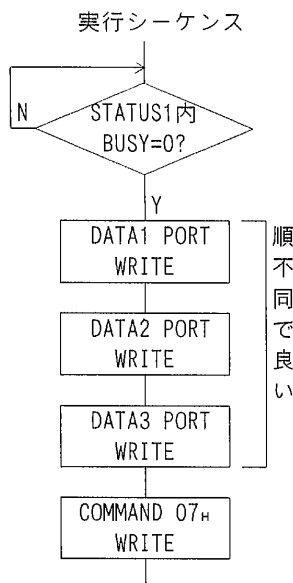 実行シーケンス
STATUS1内
BUSY=0?
N
Y
DATA1 PORT
WRITE
DATA2 PORT
WRITE
DATA3 PORT
WRITE
順不同で良い
COMMAND 07H
WRITE